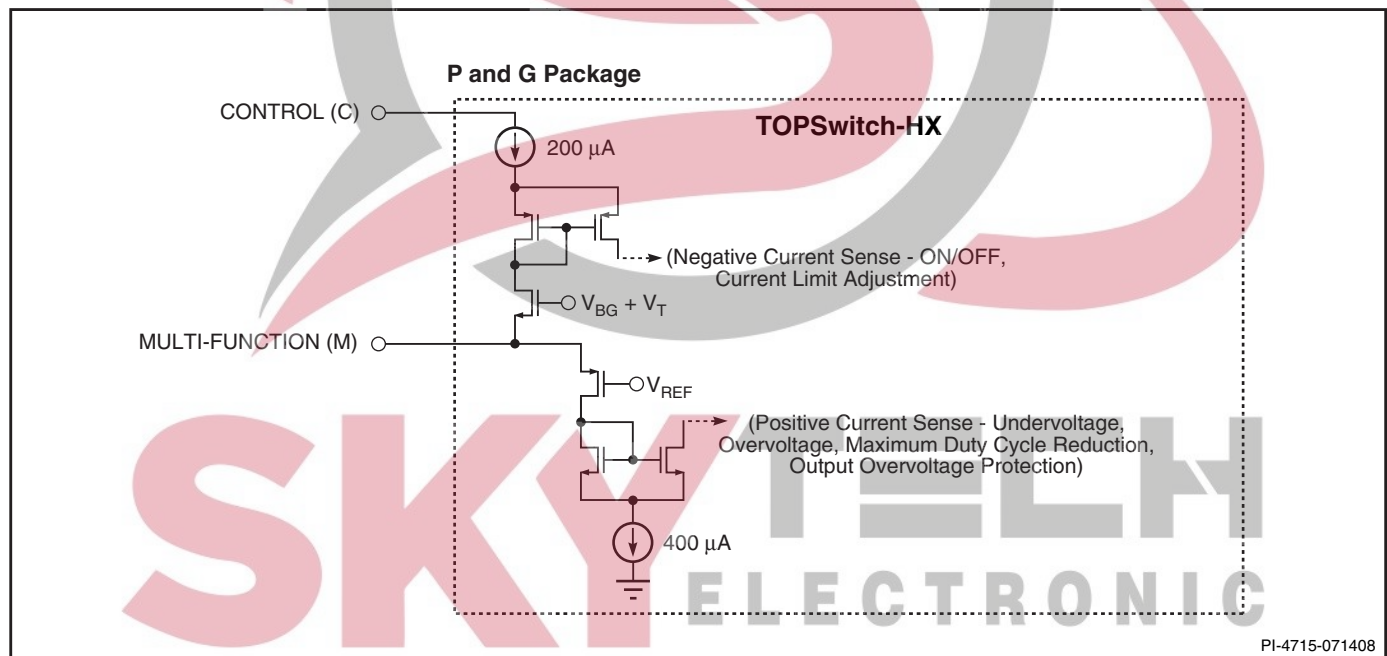 P and G Package
CONTROL (C)
TOPSwitch-HX
200 μA
(Negative Current Sense - ON/OFF,
Current Limit Adjustment)
V_BG + V_T
MULTI-FUNCTION (M)
V_REF
(Positive Current Sense - Undervoltage,
Overvoltage, Maximum Duty Cycle Reduction,
Output Overvoltage Protection)
400 μA
SKY TECH
ELECTRONIC
PI-4715-071408